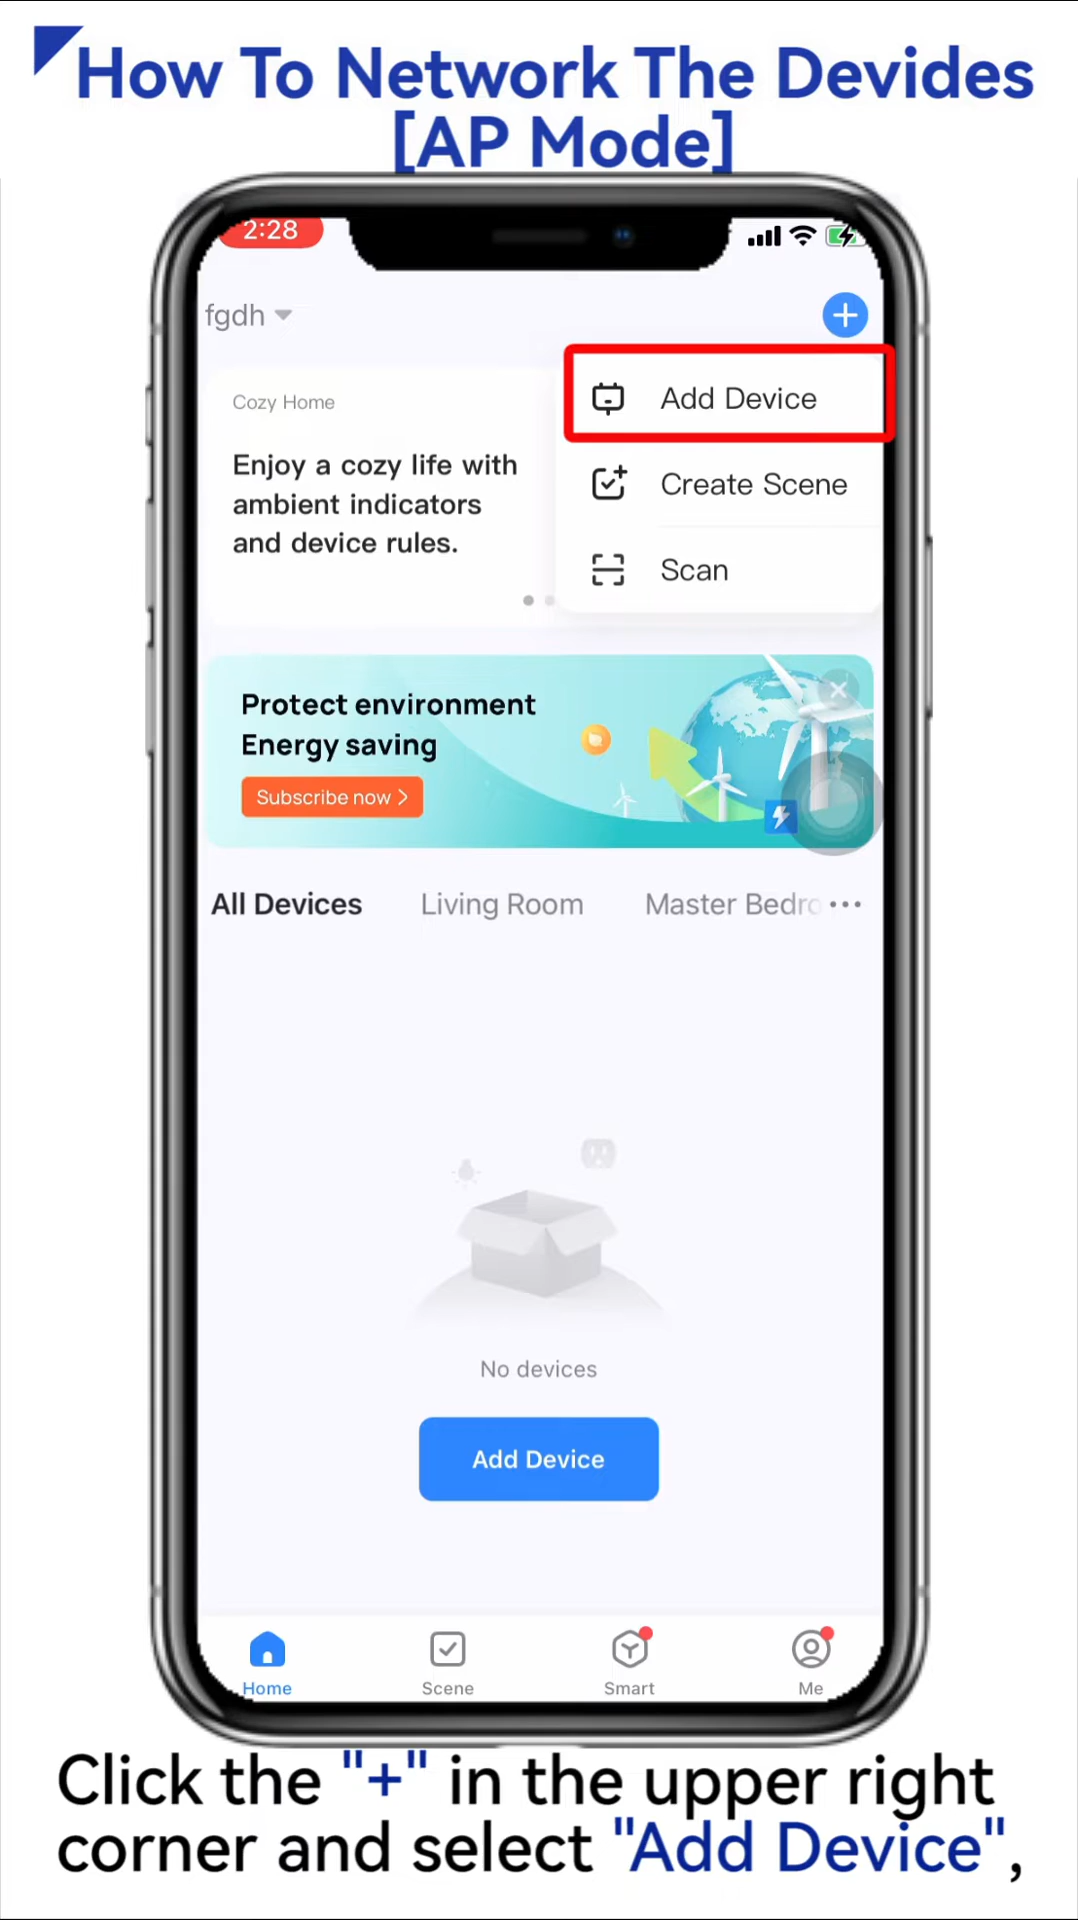 How To Network The Devides
[AP Mode]
2:28
fgdh
Add Device
Cozy Home
Enjoy a cozy life with
ambient indicators
and device rules.
Create Scene
Scan
Protect environment
Energy saving
Subscribe now >
All Devices Living Room Master Bedro ...
No devices
Add Device
Home Scene Smart Me
Click the "+" in the upper right
corner and select "Add Device",